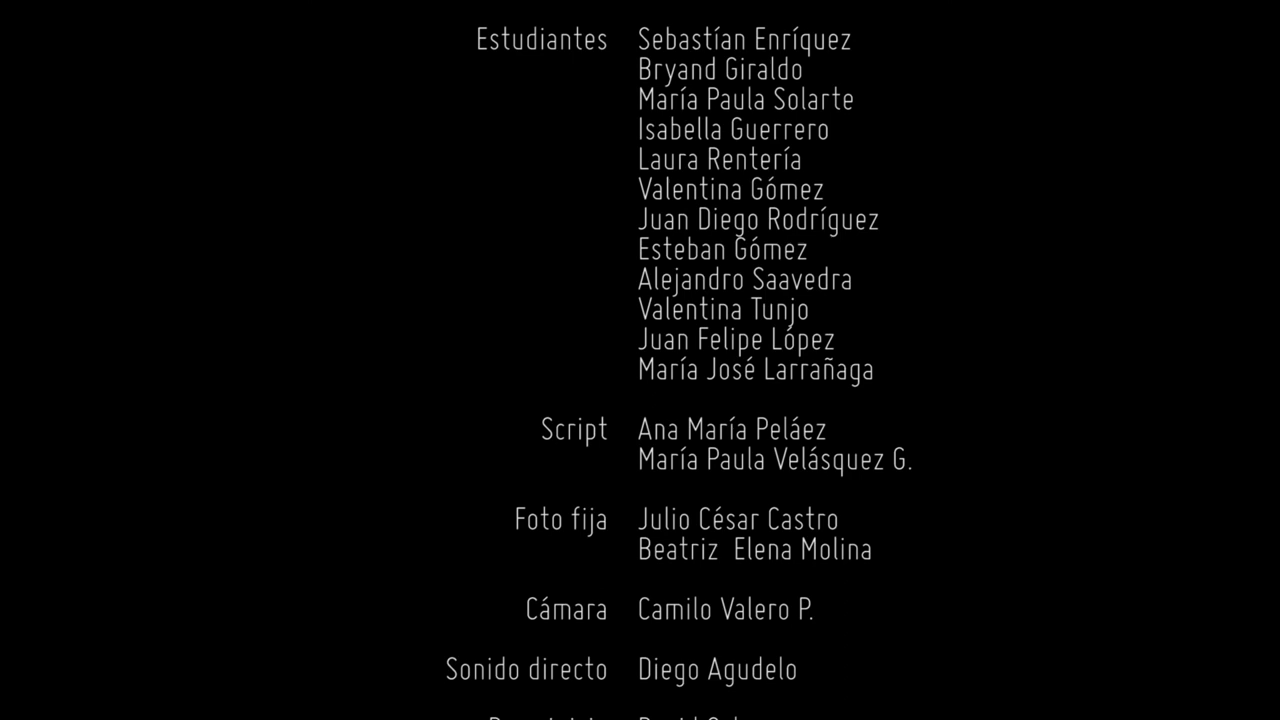 Estudiantes Sebastían Enríquez
Bryand Giraldo
María Paula Solarte
Isabella Guerrero
Laura Rentería
Valentina Gómez
Juan Diego Rodríguez
Esteban Gómez
Alejandro Saavedra
Valentina Tunjo
Juan Felipe López
María José Larrañaga
Script Ana María Peláez
María Paula Velásquez G.
Foto fija Julio César Castro
Beatriz Elena Molina
Cámara Camilo Valero P.
Sonido directo Diego Agudelo